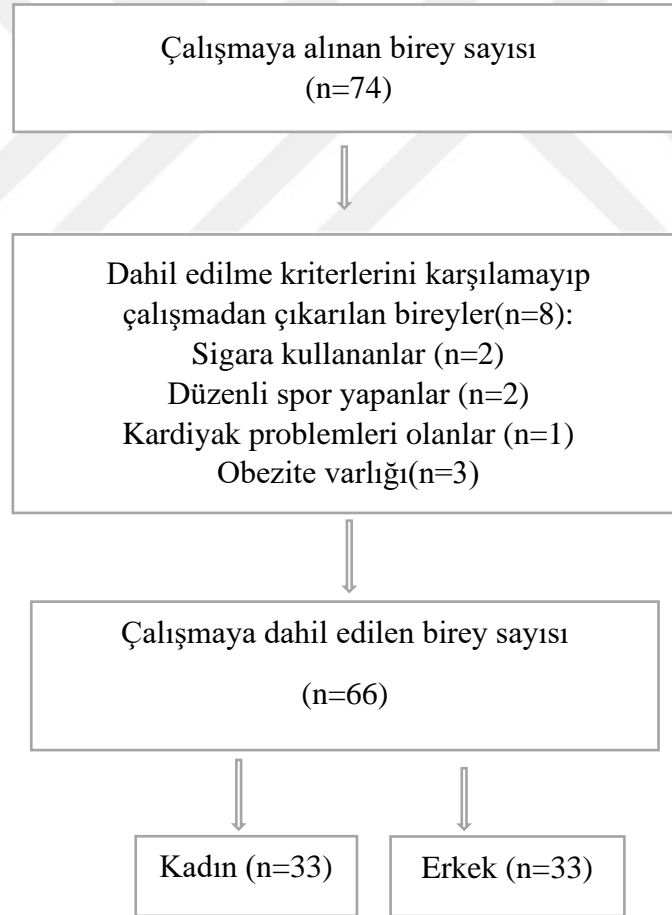 Çalışmaya alınan birey sayısı
(n=74)
Dahil edilme kriterlerini karşılamayıp
çalışmadan çıkarılan bireyler(n=8):
Sigara kullananlar (n=2)
Düzenli spor yapanlar (n=2)
Kardiyak problemleri olanlar (n=1)
Obezite varlığı(n=3)
Çalışmaya dahil edilen birey sayısı
(n=66)
Kadın (n=33)
Erkek (n=33)